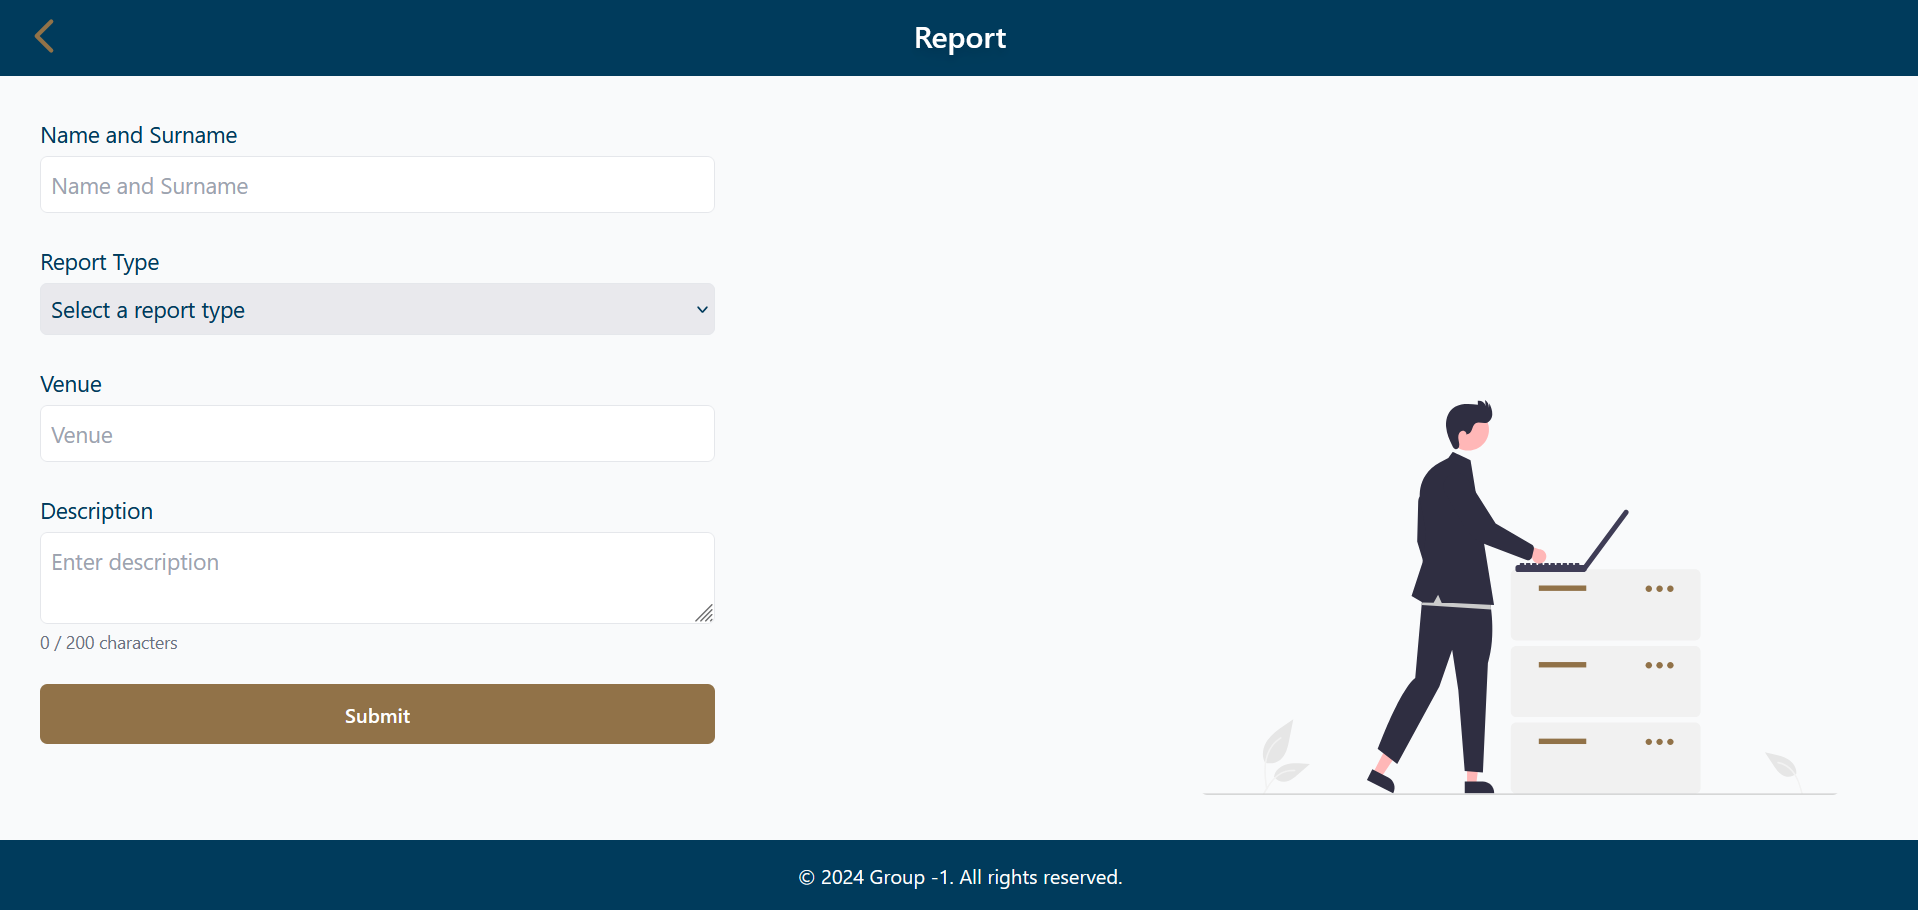 Report
Name and Surname
Name and Surname
Report Type
Select a report type
Venue
Venue
Description
Enter description
0 / 200 characters
Submit
© 2024 Group -1. All rights reserved.